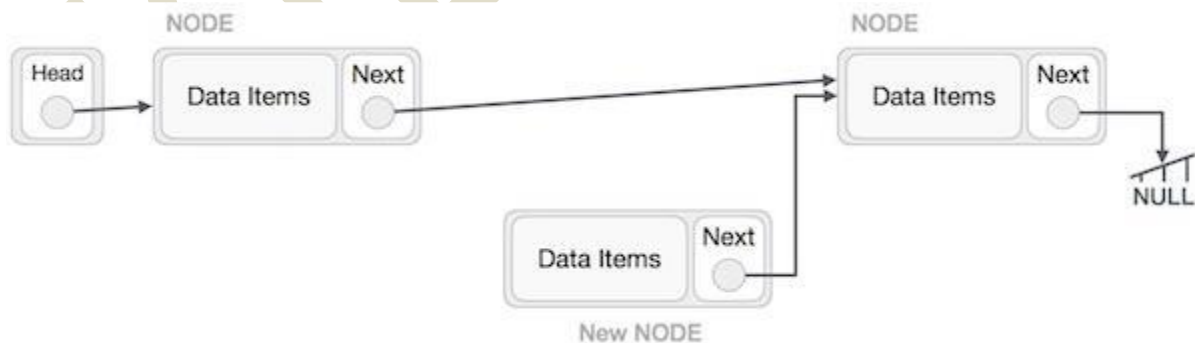 NODE
NODE
Head
Data Items
Next
Data Items
Next
NULL
Data Items
Next
New NODE